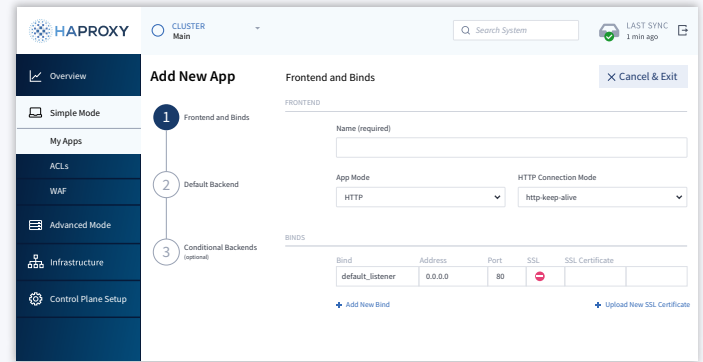 HAPROXY
CLUSTER
Main
Search System
LAST SYNC
1 min ago
Overview
Simple Mode
My Apps
ACLs
WAF
Advanced Mode
Infrastructure
Control Plane Setup
Add New App
1 Frontend and Binds
2 Default Backend
3 Conditional Backends
(optional)
Frontend and Binds
Cancel & Exit
FRONTEND
Name (required)
App Mode HTTP Connection Mode
HTTP http-keep-alive
BINDS
Bind Address Port SSL SSL Certificate
default_listener 0.0.0.0 80
Add New Bind Upload New SSL Certificate